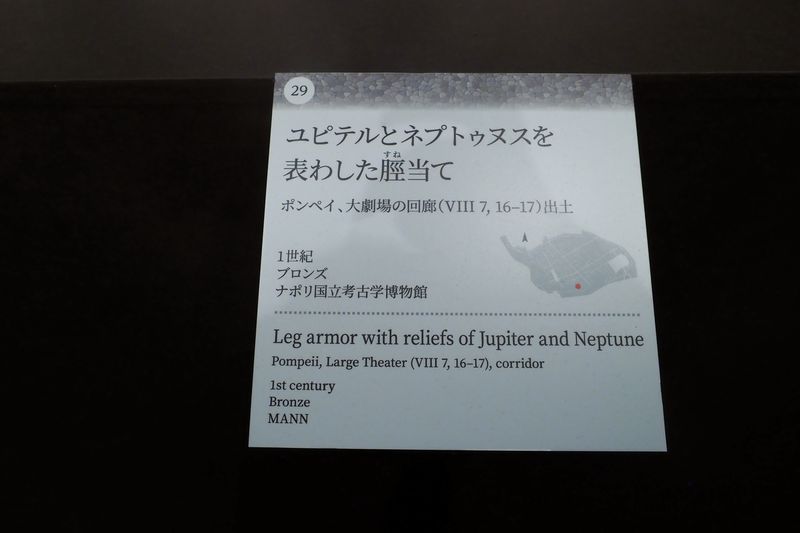 29
ユピテルとネプトゥヌスを
表わした脛当て
すね
ポンペイ、大劇場の回廊(VIII 7, 16–17)出土
1世紀
ブロンズ
ナポリ国立考古学博物館
Leg armor with reliefs of Jupiter and Neptune
Pompeii, Large Theater (VIII 7, 16–17), corridor
1st century
Bronze
MANN